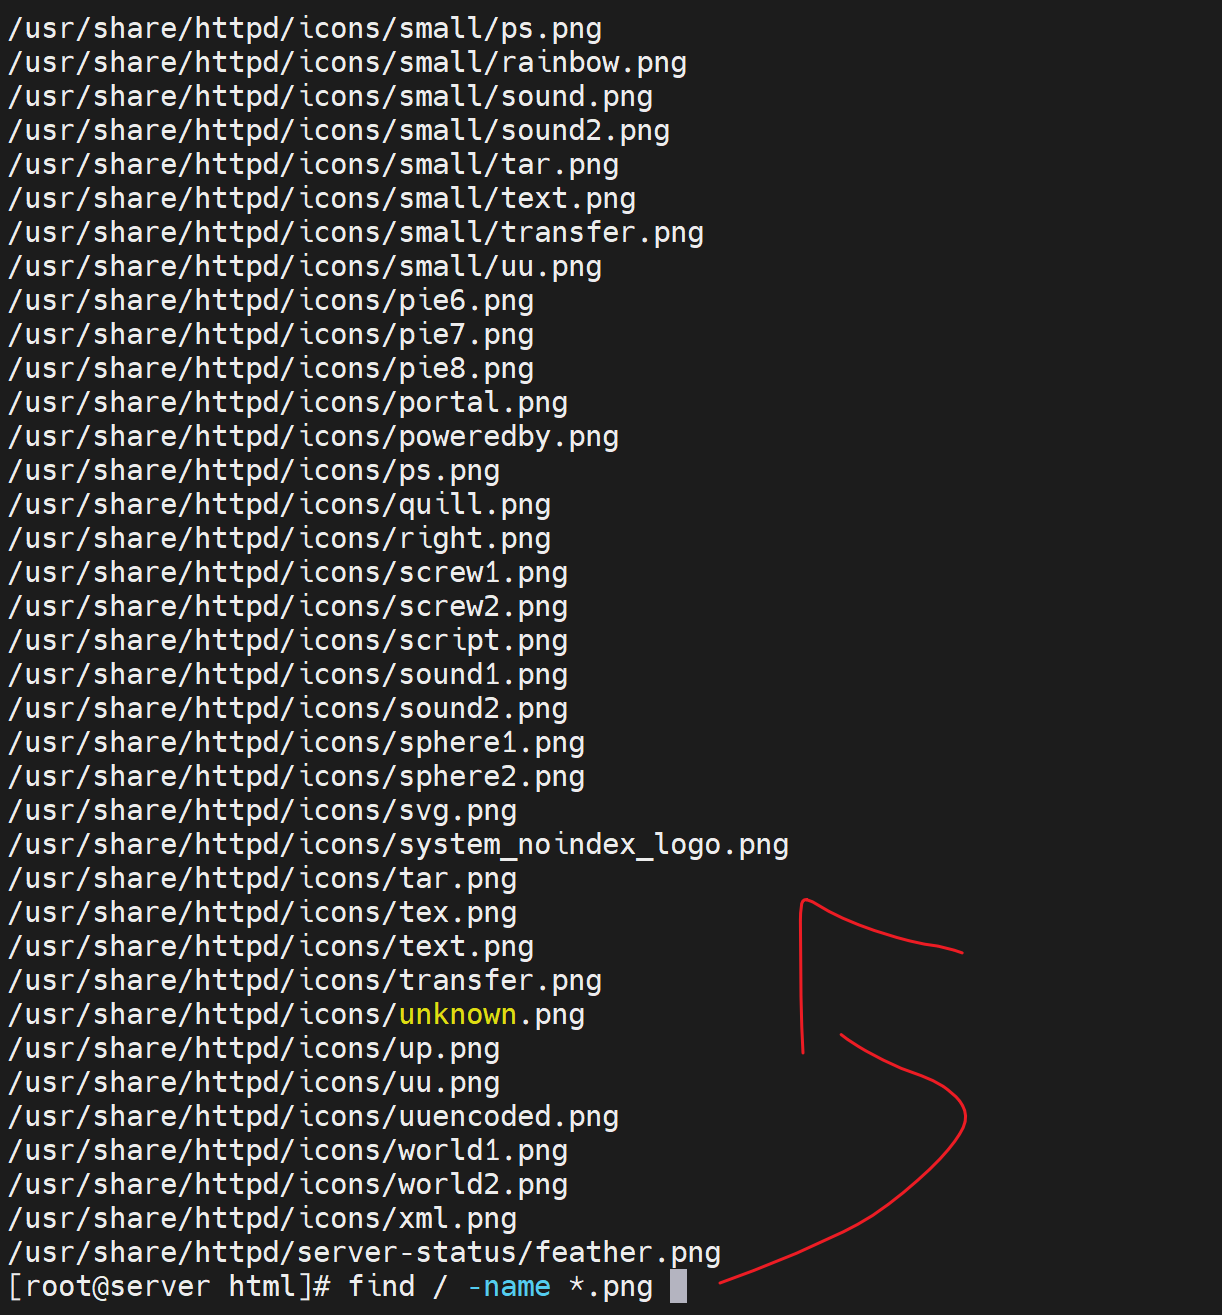 /usr/share/httpd/icons/small/ps.png
/usr/share/httpd/icons/small/rainbow.png
/usr/share/httpd/icons/small/sound.png
/usr/share/httpd/icons/small/sound2.png
/usr/share/httpd/icons/small/tar.png
/usr/share/httpd/icons/small/text.png
/usr/share/httpd/icons/small/transfer.png
/usr/share/httpd/icons/small/uu.png
/usr/share/httpd/icons/pie6.png
/usr/share/httpd/icons/pie7.png
/usr/share/httpd/icons/pie8.png
/usr/share/httpd/icons/portal.png
/usr/share/httpd/icons/poweredby.png
/usr/share/httpd/icons/ps.png
/usr/share/httpd/icons/quill.png
/usr/share/httpd/icons/right.png
/usr/share/httpd/icons/screw1.png
/usr/share/httpd/icons/screw2.png
/usr/share/httpd/icons/script.png
/usr/share/httpd/icons/sound1.png
/usr/share/httpd/icons/sound2.png
/usr/share/httpd/icons/sphere1.png
/usr/share/httpd/icons/sphere2.png
/usr/share/httpd/icons/svg.png
/usr/share/httpd/icons/system_noindex_logo.png
/usr/share/httpd/icons/tar.png
/usr/share/httpd/icons/tex.png
/usr/share/httpd/icons/text.png
/usr/share/httpd/icons/transfer.png
/usr/share/httpd/icons/unknown.png
/usr/share/httpd/icons/up.png
/usr/share/httpd/icons/uu.png
/usr/share/httpd/icons/uuencoded.png
/usr/share/httpd/icons/world1.png
/usr/share/httpd/icons/world2.png
/usr/share/httpd/icons/xml.png
/usr/share/httpd/server-status/feather.png
[root@server html]# find / -name *.png